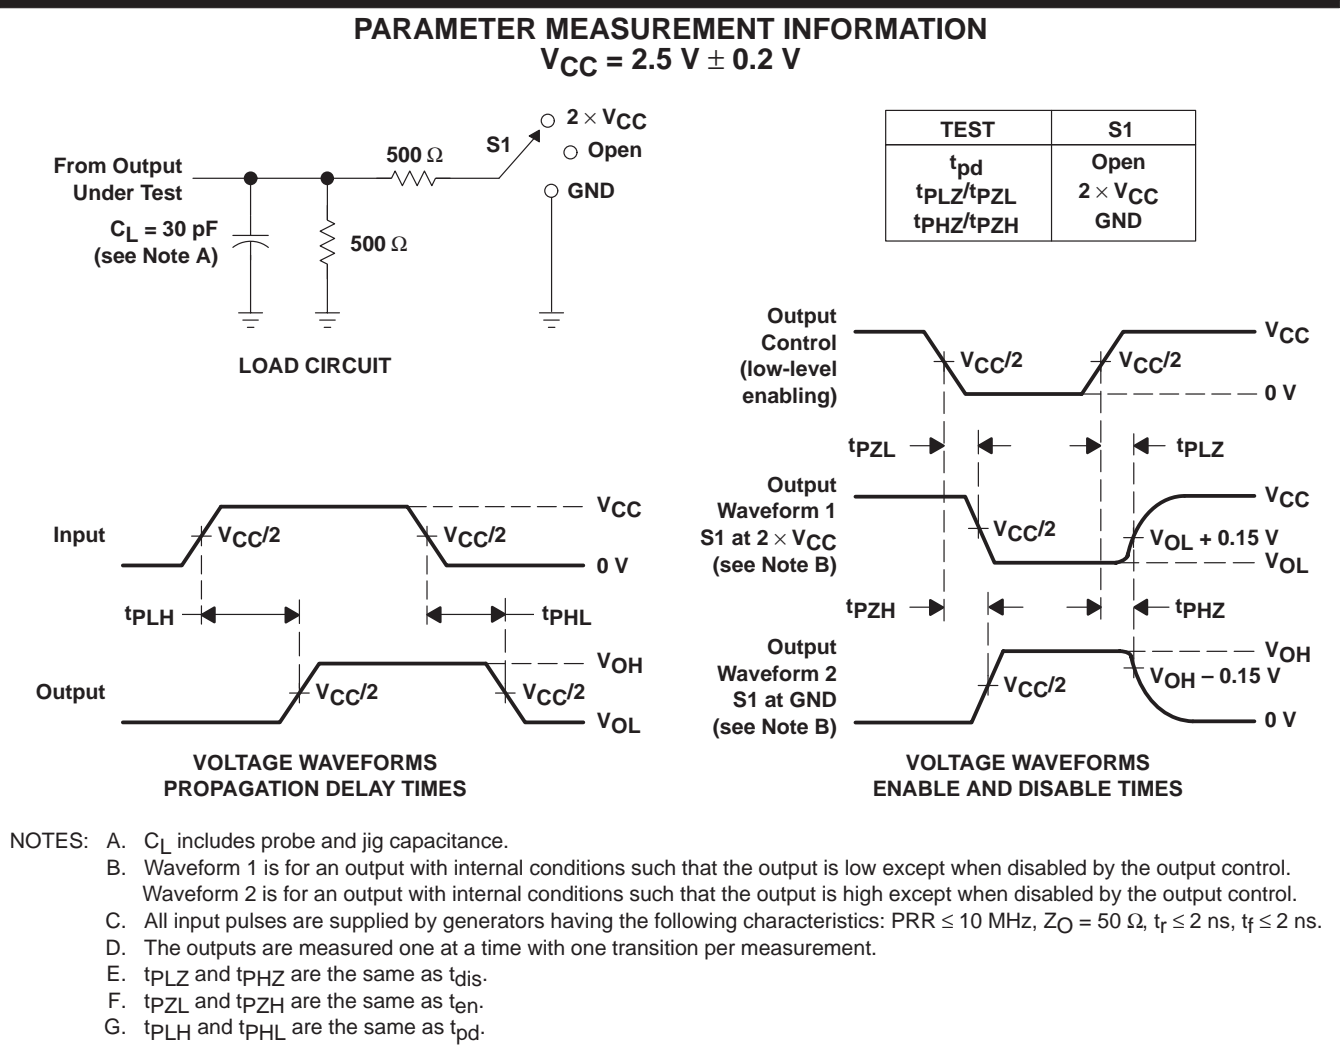 PARAMETER MEASUREMENT INFORMATION
VCC = 2.5 V ± 0.2 V
From Output
Under Test
CL = 30 pF
(see Note A)
500 Ω
500 Ω
S1
2 × VCC
Open
GND
LOAD CIRCUIT
TEST S1
tpd Open
tPLZ/tPZL 2 × VCC
tPHZ/tPZH GND
Input
VCC/2
VCC/2
VCC
0 V
tPLH
tPHL
Output
VCC/2
VCC/2
VOH
VOL
VOLTAGE WAVEFORMS
PROPAGATION DELAY TIMES
Output
Control
(low-level
enabling)
VCC/2
VCC/2
VCC
0 V
tPZL
tPLZ
Output
Waveform 1
S1 at 2 × VCC
(see Note B)
VCC/2
VCC
VOL + 0.15 V
VOL
tPZH
tPHZ
Output
Waveform 2
S1 at GND
(see Note B)
VCC/2
VOH
VOH – 0.15 V
0 V
VOLTAGE WAVEFORMS
ENABLE AND DISABLE TIMES
NOTES: A. CL includes probe and jig capacitance.
B. Waveform 1 is for an output with internal conditions such that the output is low except when disabled by the output control.
Waveform 2 is for an output with internal conditions such that the output is high except when disabled by the output control.
C. All input pulses are supplied by generators having the following characteristics: PRR ≤ 10 MHz, ZO = 50 Ω, tr ≤ 2 ns, tf ≤ 2 ns.
D. The outputs are measured one at a time with one transition per measurement.
E. tPLZ and tPHZ are the same as tdis.
F. tPZL and tPZH are the same as ten.
G. tPLH and tPHL are the same as tpd.